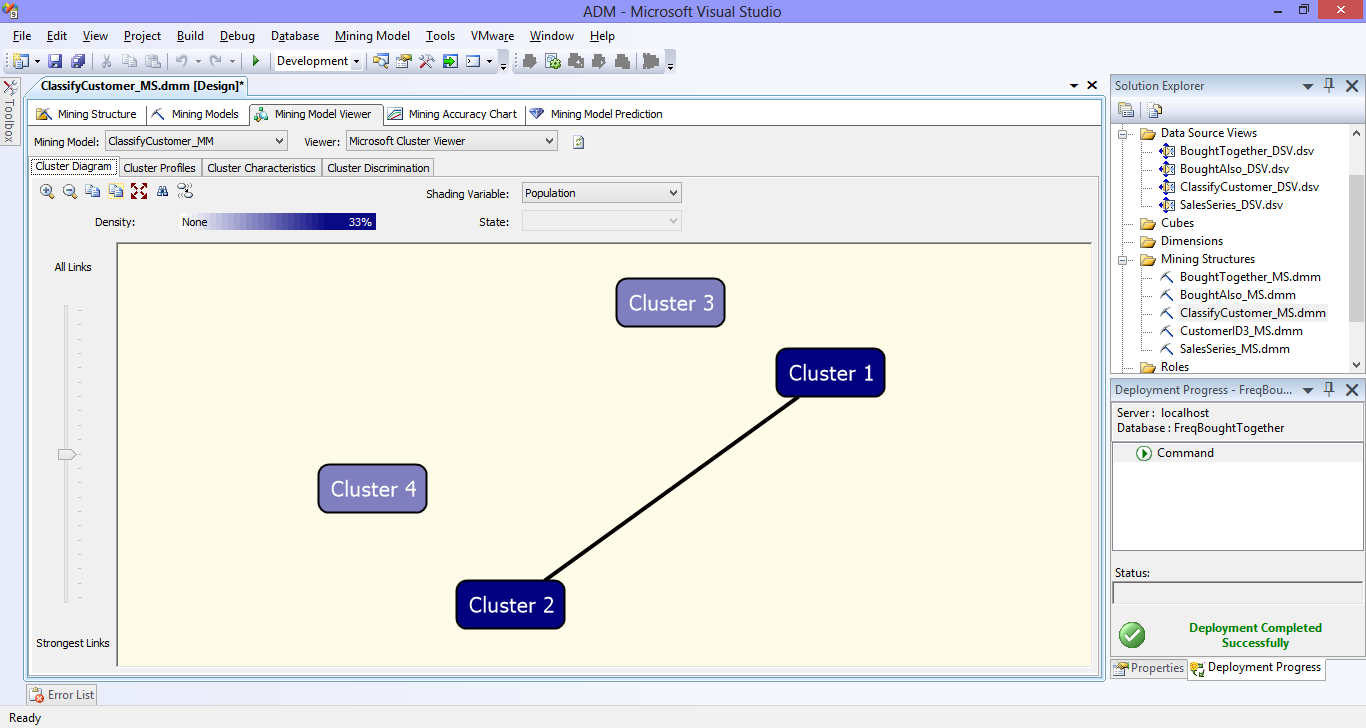 ADM - Microsoft Visual Studio
File Edit View Project Build Debug Database Mining Model Tools VMware Window Help
Development
Toolbox
ClassifyCustomer_MS.dmm [Design]*
Mining Structure Mining Models Mining Model Viewer Mining Accuracy Chart Mining Model Prediction
Mining Model: ClassifyCustomer_MM Viewer: Microsoft Cluster Viewer
Cluster Diagram Cluster Profiles Cluster Characteristics Cluster Discrimination
Shading Variable: Population
Density: None 33% State:
All Links
Strongest Links
Cluster 3
Cluster 1
Cluster 4
Cluster 2
Solution Explorer
Data Source Views
BoughtTogether_DSV.dsv
BoughtAlso_DSV.dsv
ClassifyCustomer_DSV.dsv
SalesSeries_DSV.dsv
Cubes
Dimensions
Mining Structures
BoughtTogether_MS.dmm
BoughtAlso_MS.dmm
ClassifyCustomer_MS.dmm
CustomerID3_MS.dmm
SalesSeries_MS.dmm
Roles
Deployment Progress - FreqBou...
Server : localhost
Database : FreqBoughtTogether
Command
Status:
Deployment Completed
Successfully
Properties Deployment Progress
Error List
Ready